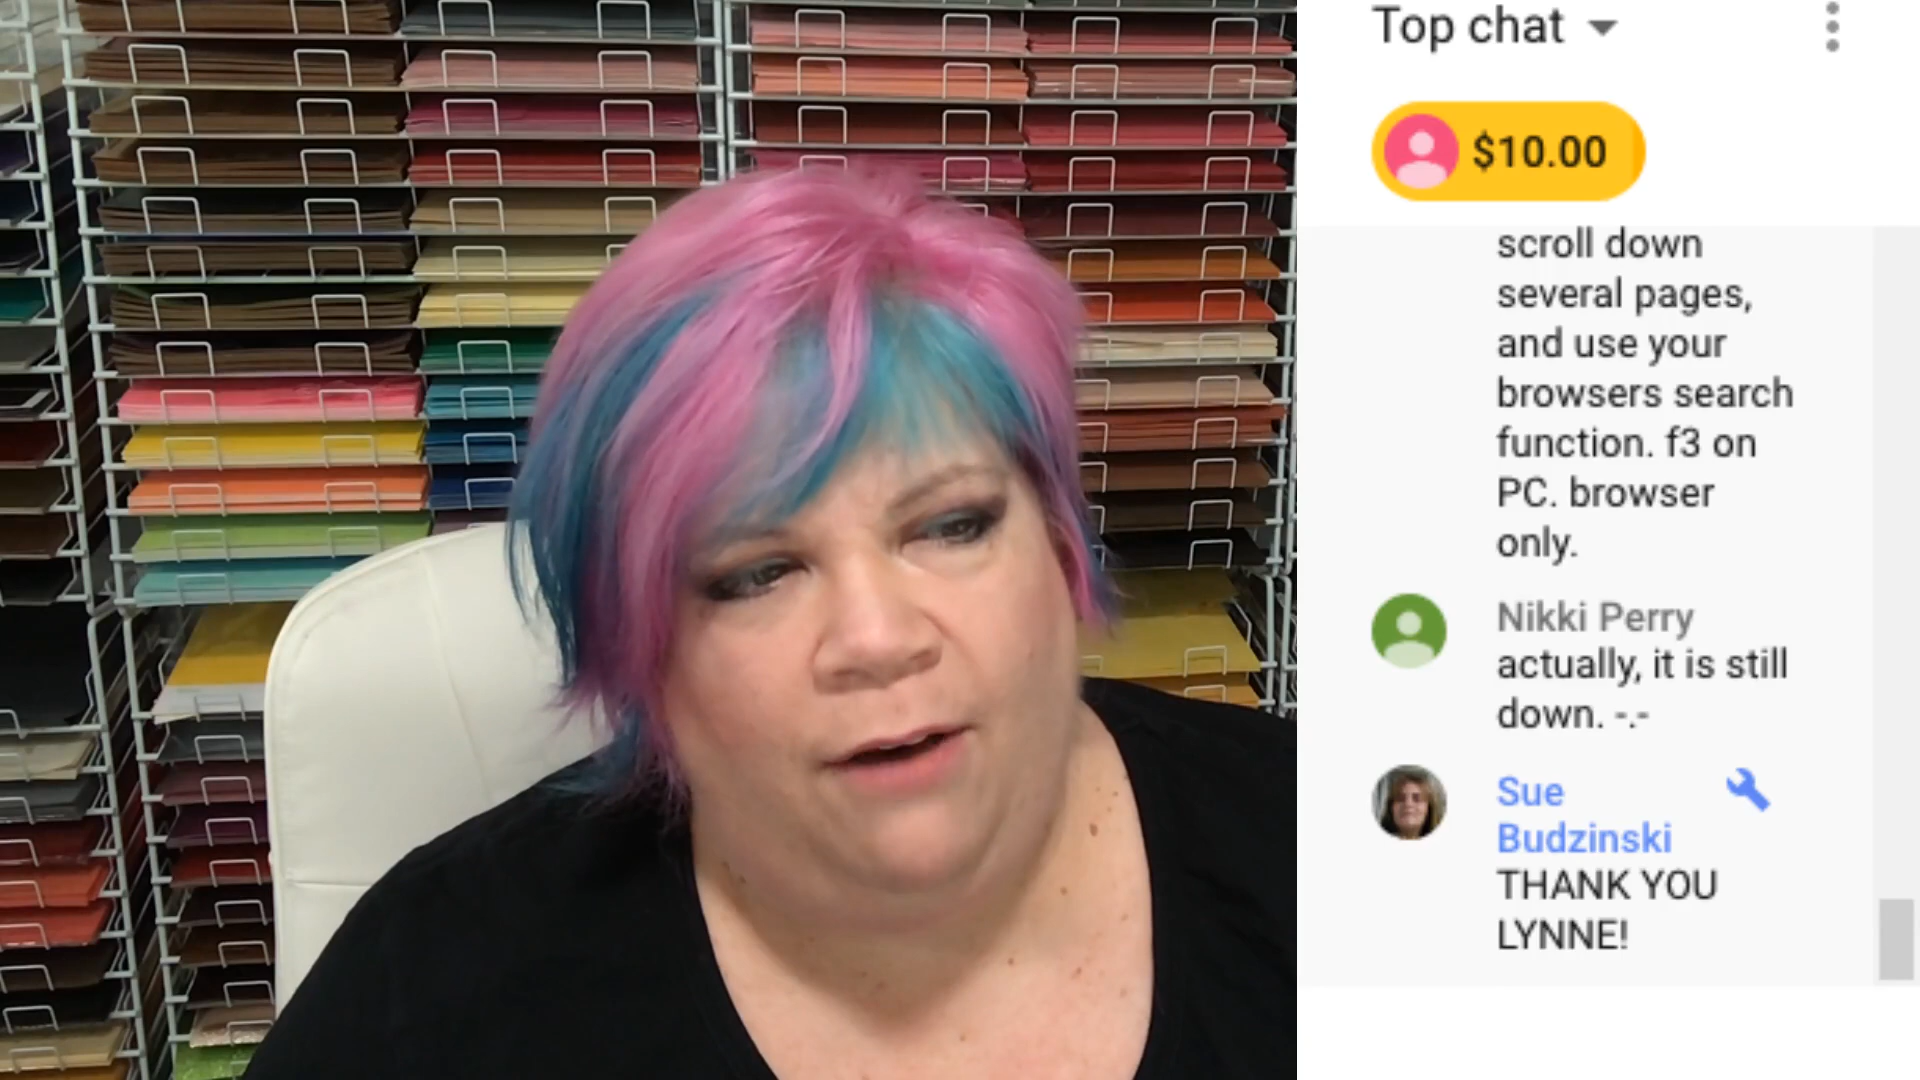 Top chat
$10.00
scroll down
several pages,
and use your
browsers search
function. f3 on
PC. browser
only.
Nikki Perry
actually, it is still
down. -.-
Sue
Budzinski
THANK YOU
LYNNE!